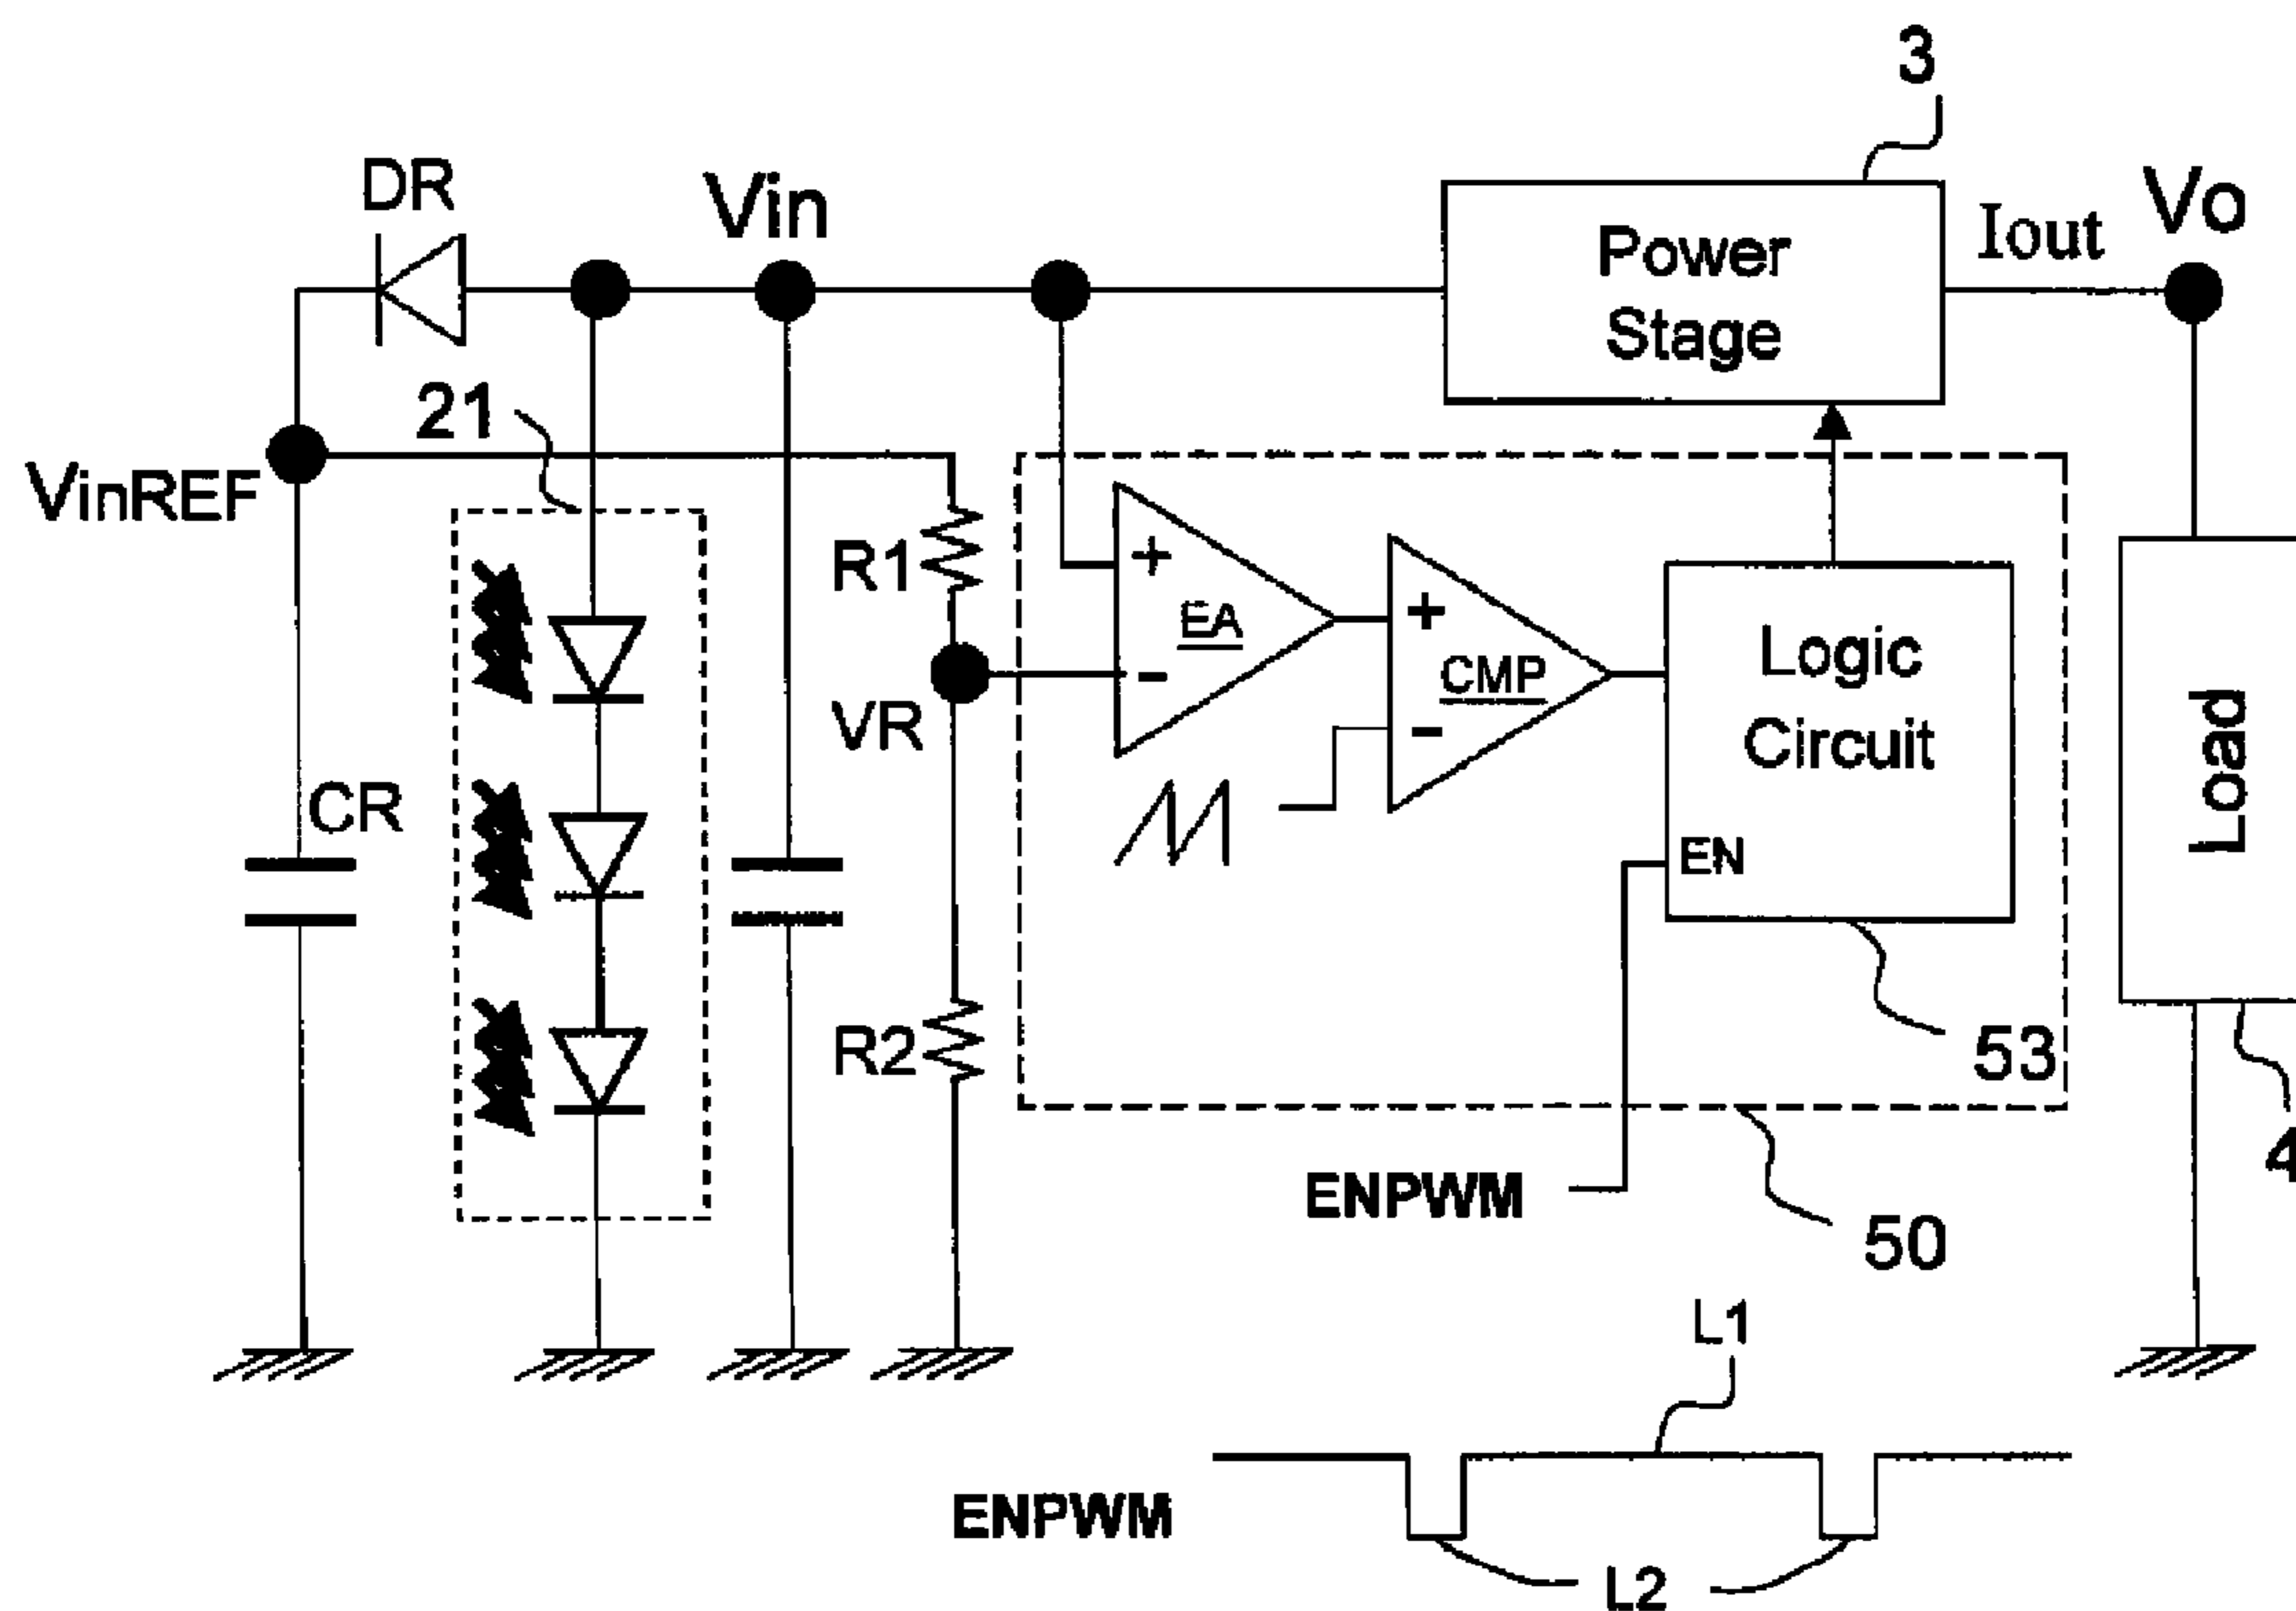 3
DR
Vin
Power
Stage
Iout
Vo
21
VinREF
R1
+
EA
-
+
CMP
-
Logic
Circuit
EN
VR
CR
Load
R2
53
ENPWM
50
4
L1
ENPWM
L2